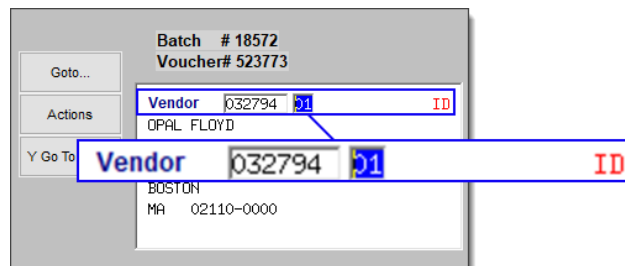 Batch # 18572
Voucher# 523773
Goto...
Actions
Y Go To
Vendor 032794 01 ID
OPAL FLOYD
Vendor 032794 01 ID
BOSTON
MA 02110-0000